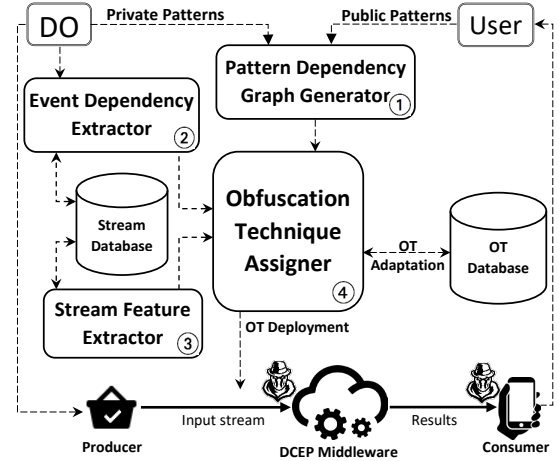 DO
Private Patterns
Public Patterns
User
Pattern Dependency
Graph Generator
1
Event Dependency
Extractor
2
Stream
Database
Obfuscation
Technique
Assigner
4
OT
Adaptation
OT
Database
Stream Feature
Extractor
3
OT Deployment
Input stream
Results
Producer
DCEP Middleware
Consumer